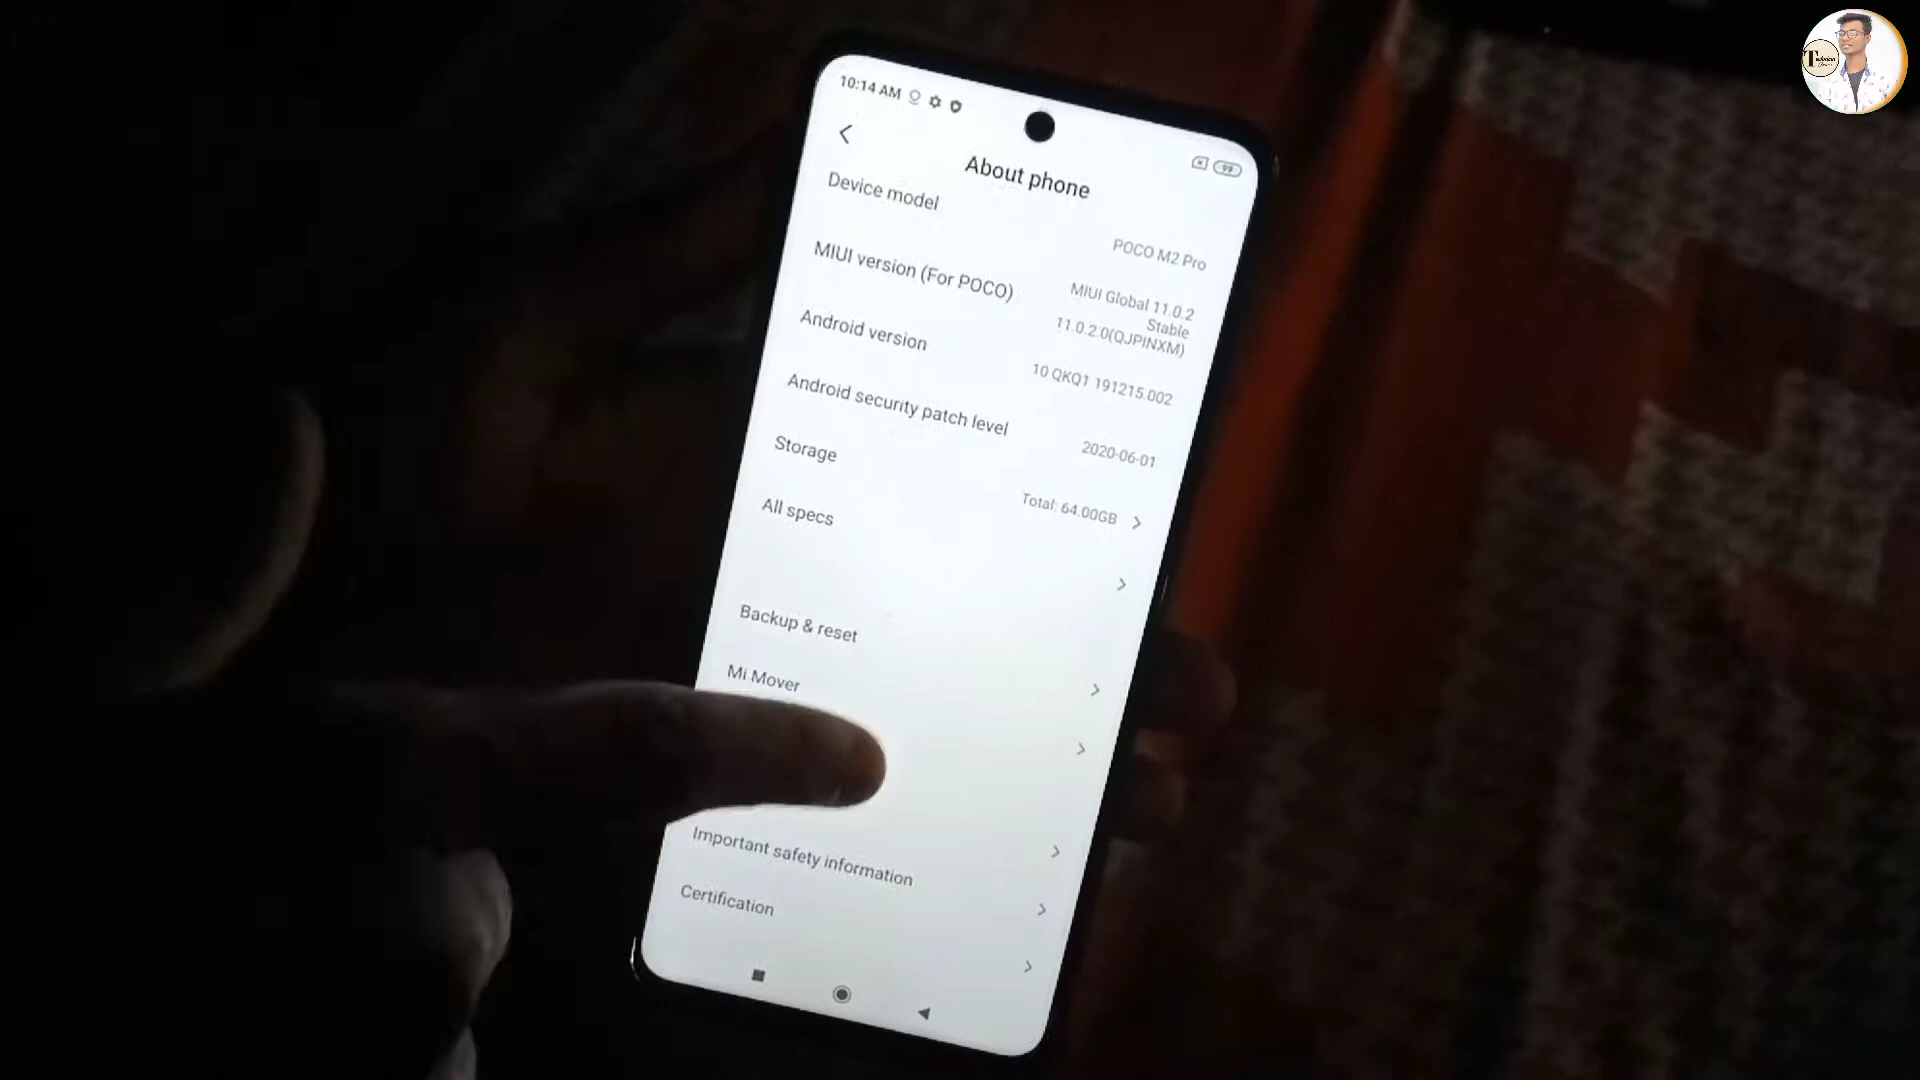 10:14 AM
99
About phone
Device model
POCO M2 Pro
MIUI version (For POCO)
MIUI Global 11.0.2
Stable
11.0.2.0(QJPINXM)
Android version
10 QKQ1 191215.002
Android security patch level
2020-06-01
Storage
Total: 64.00GB
All specs
Backup & reset
Mi Mover
Important safety information
Certification